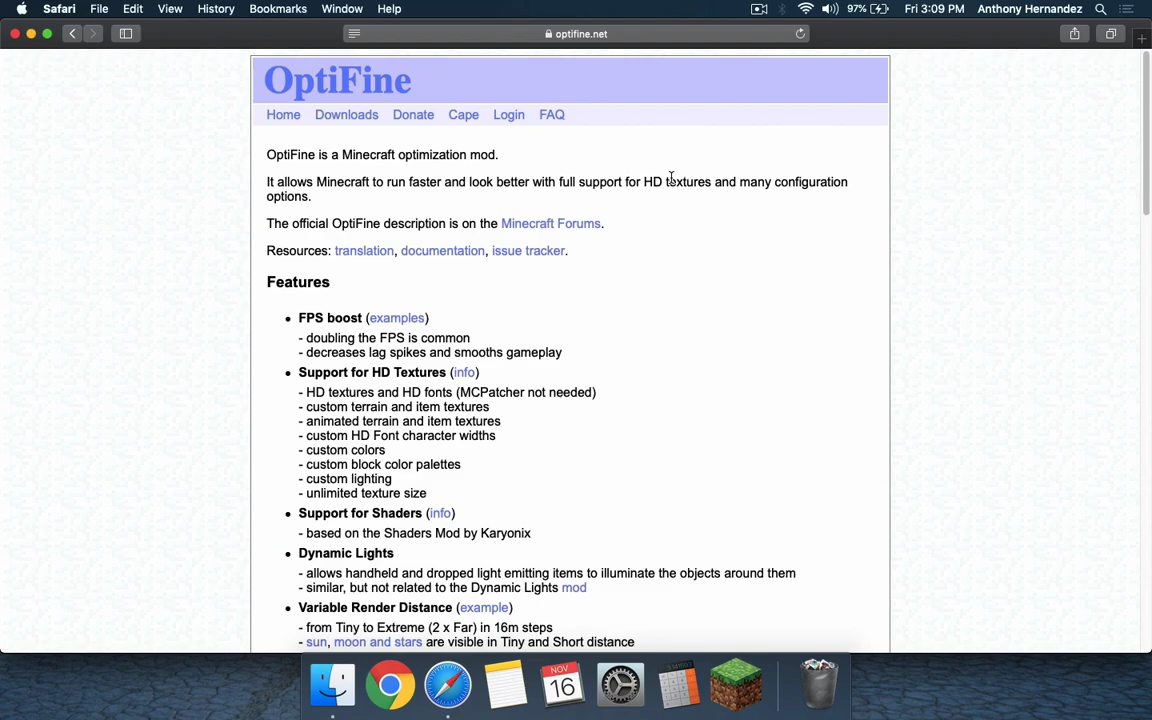 Safari File Edit View History Bookmarks Window Help 97% Fri 3:09 PM Anthony Hernandez
optifine.net
OptiFine
Home Downloads Donate Cape Login FAQ
OptiFine is a Minecraft optimization mod.
It allows Minecraft to run faster and look better with full support for HD textures and many configuration
options.
The official OptiFine description is on the Minecraft Forums.
Resources: translation, documentation, issue tracker.
Features
• FPS boost (examples)
- doubling the FPS is common
- decreases lag spikes and smooths gameplay
• Support for HD Textures (info)
- HD textures and HD fonts (MCPatcher not needed)
- custom terrain and item textures
- animated terrain and item textures
- custom HD Font character widths
- custom colors
- custom block color palettes
- custom lighting
- unlimited texture size
• Support for Shaders (info)
- based on the Shaders Mod by Karyonix
• Dynamic Lights
- allows handheld and dropped light emitting items to illuminate the objects around them
- similar, but not related to the Dynamic Lights mod
• Variable Render Distance (example)
- from Tiny to Extreme (2 x Far) in 16m steps
- sun, moon and stars are visible in Tiny and Short distance
NOV
16